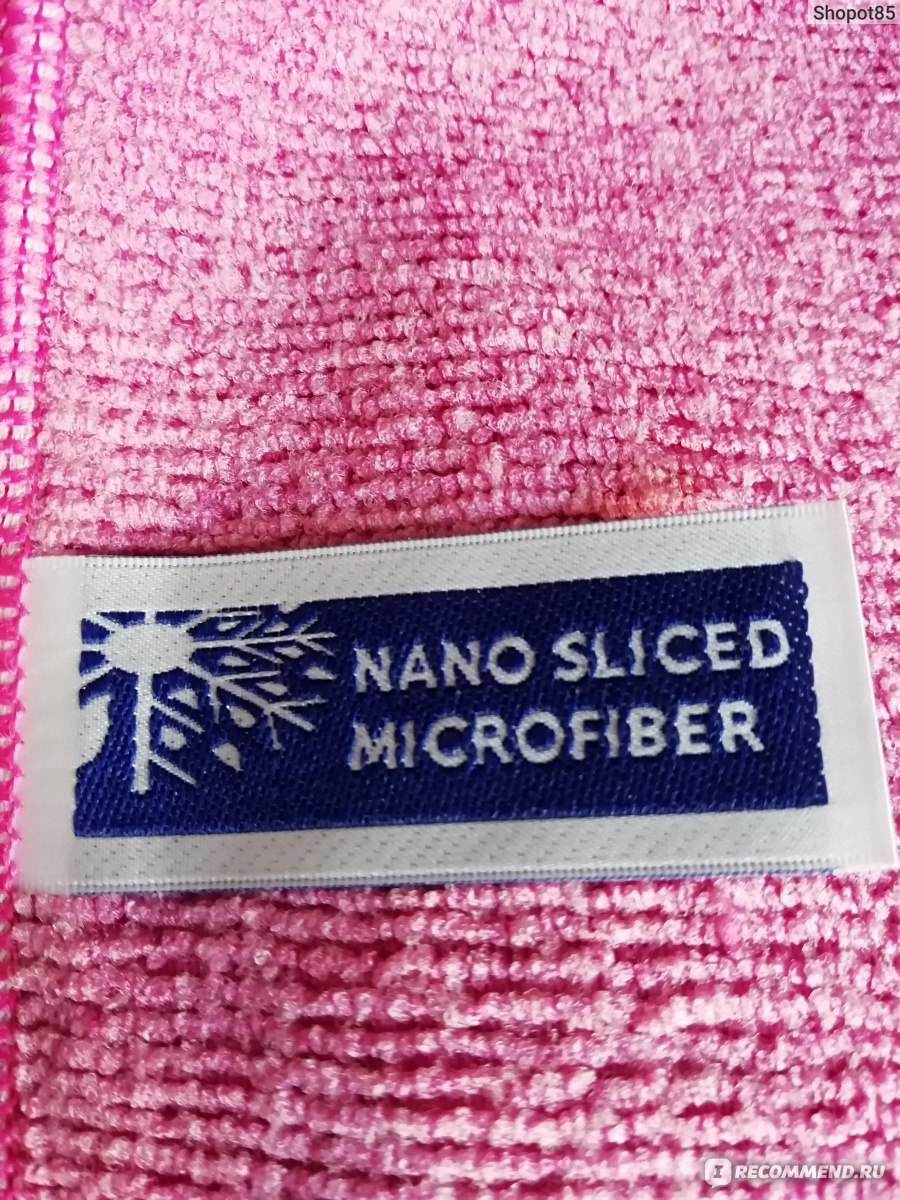 Shopot85
NANO SLICED
MICROFIBER
I RECOMMEND.RU